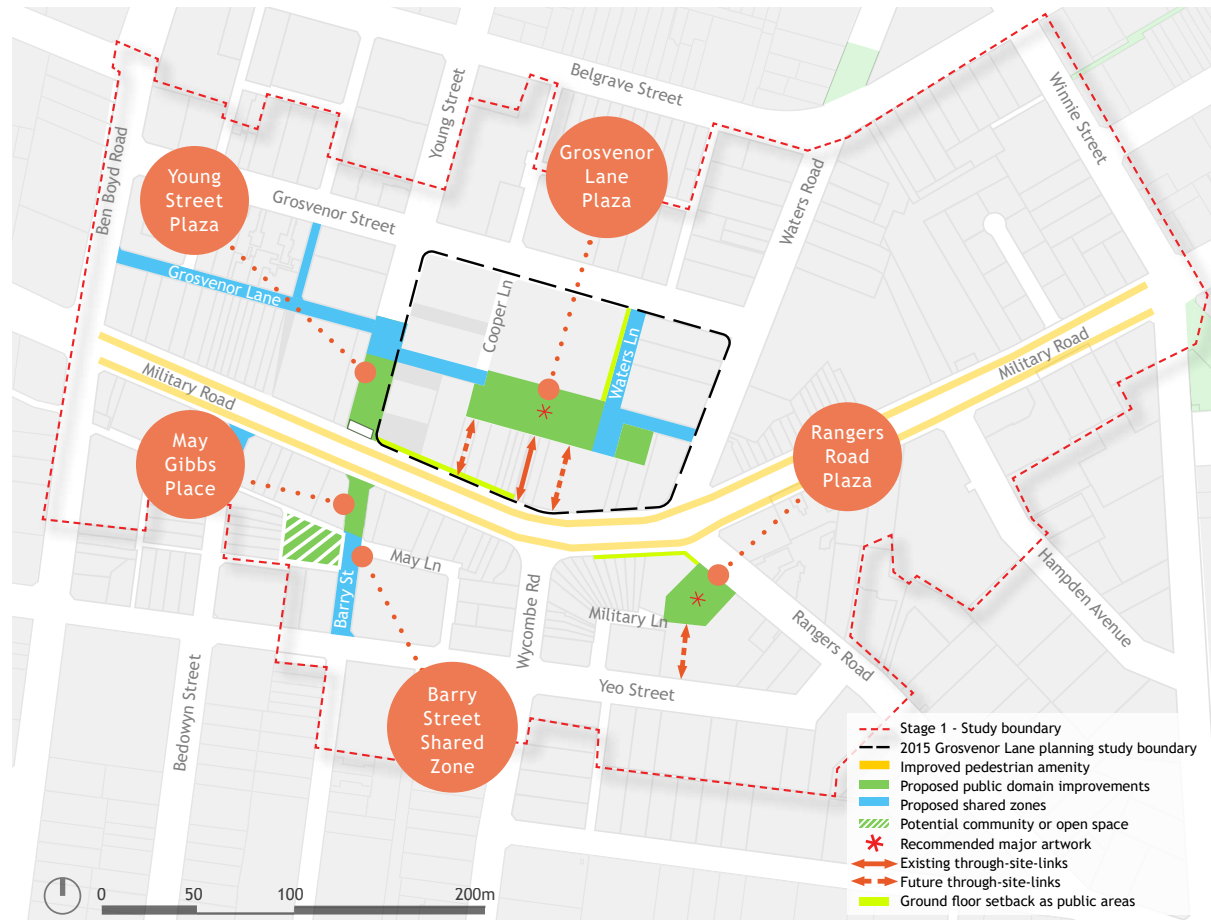 Belgrave Street
Winnie Street
Young Street
Ben Boyd Road
Waters Road
Young
Street
Plaza
Grosvenor
Lane
Plaza
Grosvenor Street
Grosvenor Lane
Cooper Ln
Waters Ln
Military Road
Military Road
May
Gibbs
Place
Rangers
Road
Plaza
May Ln
Barry St
Wycombe Rd
Military Ln
Rangers Road
Hampden Avenue
Bedowyn Street
Yeo Street
Barry
Street
Shared
Zone
Stage 1 - Study boundary
2015 Grosvenor Lane planning study boundary
Improved pedestrian amenity
Proposed public domain improvements
Proposed shared zones
Potential community or open space
Recommended major artwork
Existing through-site-links
Future through-site-links
Ground floor setback as public areas
0 50 100 200m